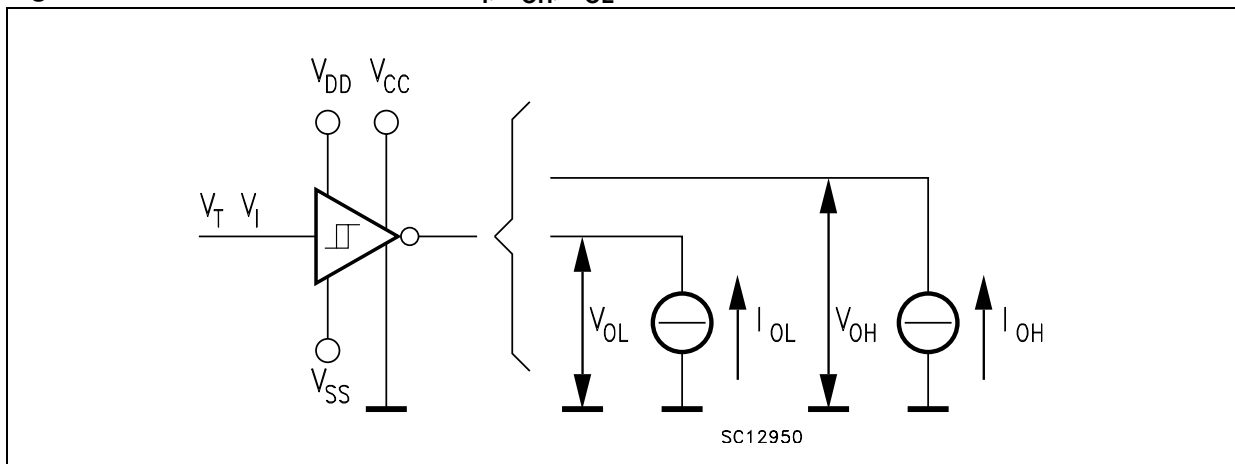 V_DD V_CC
V_T V_I
V_OL I_OL V_OH I_OH
V_SS
SC12950